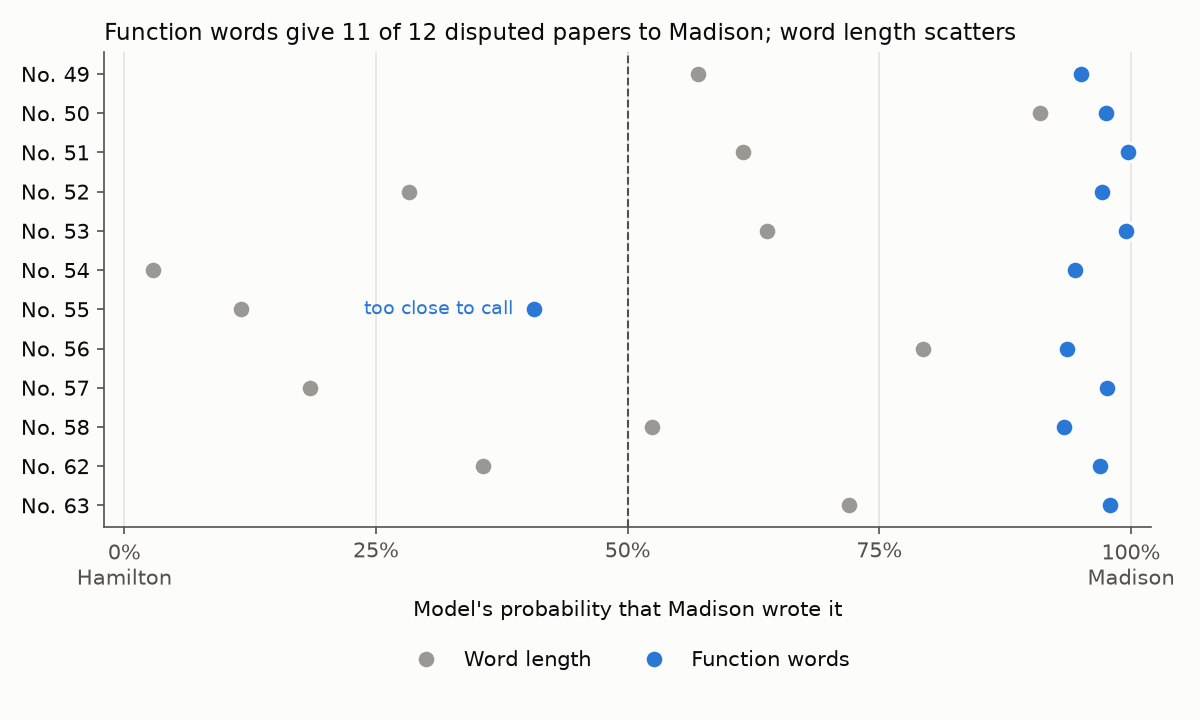 Function words give 11 of 12 disputed papers to Madison; word length scatters
No. 49
No. 50
No. 51
No. 52
No. 53
No. 54
No. 55
too close to call
No. 56
No. 57
No. 58
No. 62
No. 63
0% 25% 50% 75% 100%
Hamilton Madison
Model's probability that Madison wrote it
Word length Function words